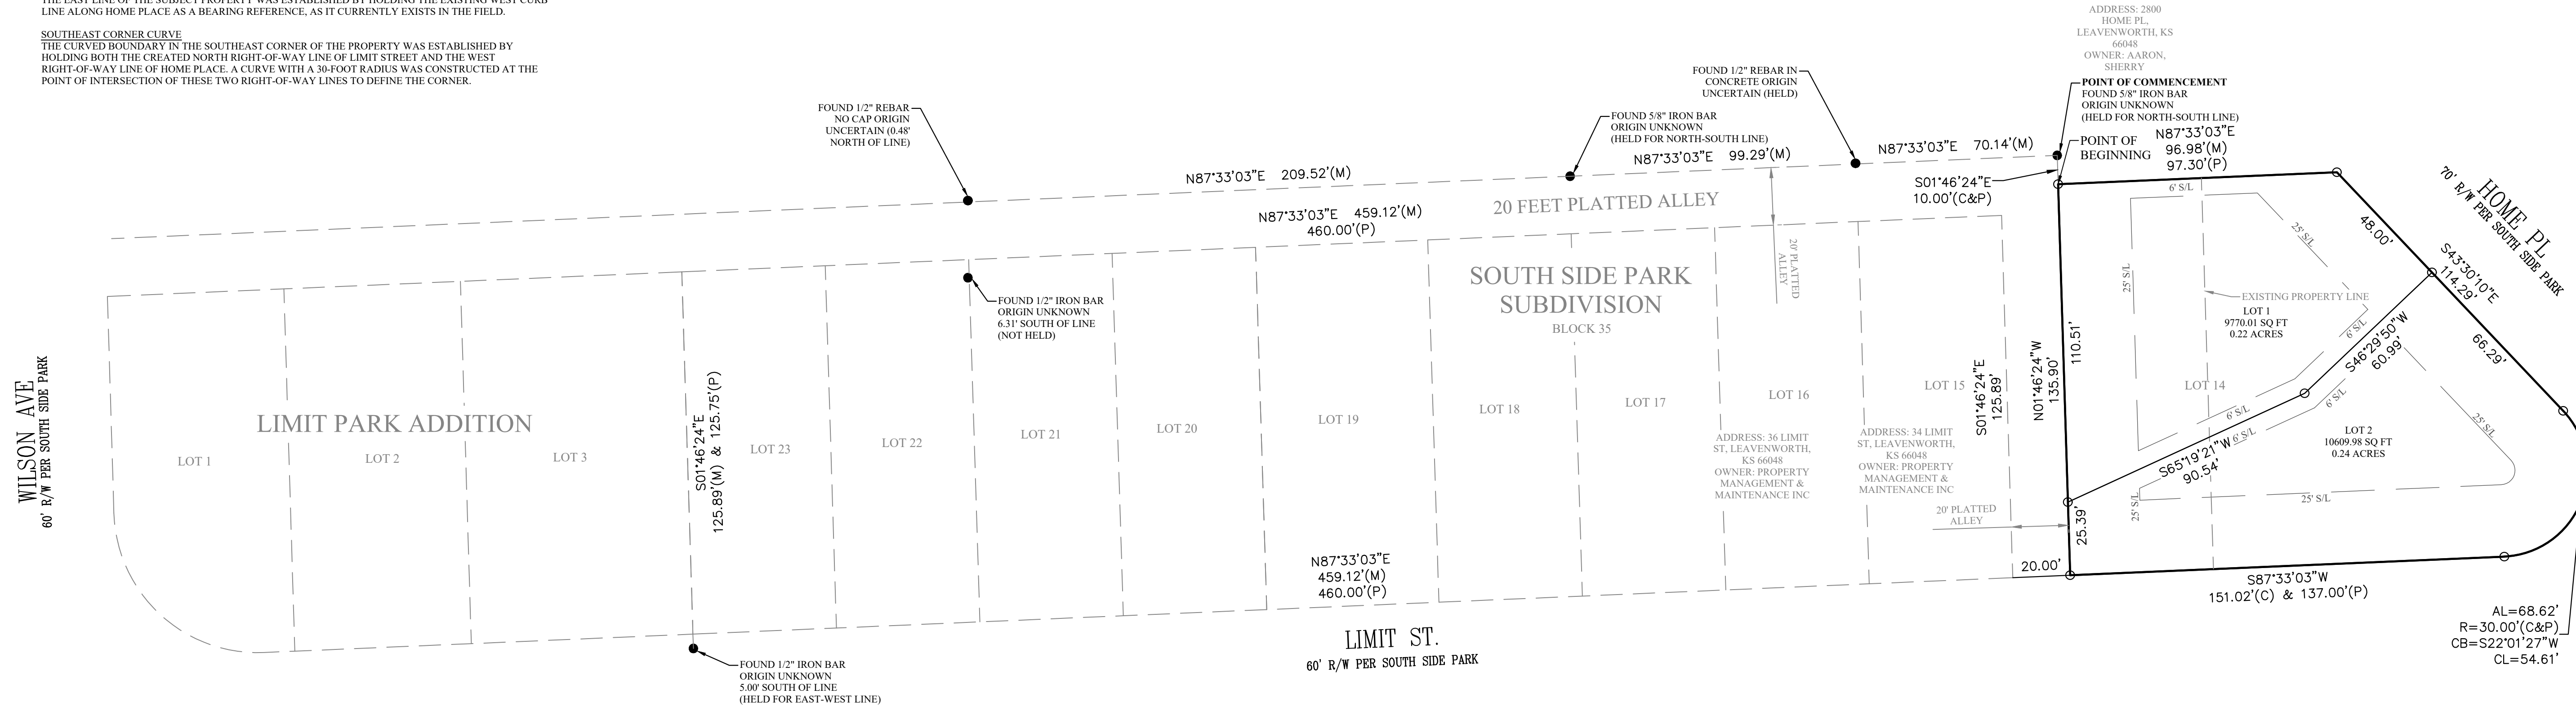 THE EAST LINE OF THE SUBJECT PROPERTY WAS ESTABLISHED BY HOLDING THE EXISTING WEST CURB
LINE ALONG HOME PLACE AS A BEARING REFERENCE, AS IT CURRENTLY EXISTS IN THE FIELD.
SOUTHEAST CORNER CURVE
THE CURVED BOUNDARY IN THE SOUTHEAST CORNER OF THE PROPERTY WAS ESTABLISHED BY
HOLDING BOTH THE CREATED NORTH RIGHT-OF-WAY LINE OF LIMIT STREET AND THE WEST
RIGHT-OF-WAY LINE OF HOME PLACE. A CURVE WITH A 30-FOOT RADIUS WAS CONSTRUCTED AT THE
POINT OF INTERSECTION OF THESE TWO RIGHT-OF-WAY LINES TO DEFINE THE CORNER.
FOUND 1/2" REBAR
NO CAP ORIGIN
UNCERTAIN (0.48'
NORTH OF LINE)
FOUND 5/8" IRON BAR
ORIGIN UNKNOWN
(HELD FOR NORTH-SOUTH LINE)
FOUND 1/2" REBAR IN
CONCRETE ORIGIN
UNCERTAIN (HELD)
ADDRESS: 2800
HOME PL,
LEAVENWORTH, KS
66048
OWNER: AARON,
SHERRY
POINT OF COMMENCEMENT
FOUND 5/8" IRON BAR
ORIGIN UNKNOWN
(HELD FOR NORTH-SOUTH LINE)
POINT OF
BEGINNING
N87°33'03"E
96.98'(M)
97.30'(P)
N87°33'03"E 209.52'(M)
N87°33'03"E 99.29'(M)
N87°33'03"E 70.14'(M)
S01°46'24"E
10.00'(C&P)
N87°33'03"E 459.12'(M)
460.00'(P)
20 FEET PLATTED ALLEY
20' PLATTED
ALLEY
HOME PL
70' R/W PER SOUTH SIDE PARK
6' S/L
25' S/L
25' S/L
48.00'
S43°30'10"E
114.29'
66.29'
EXISTING PROPERTY LINE
LOT 1
9770.01 SQ FT
0.22 ACRES
6' S/L
S46°29'50"W
60.99'
6' S/L
LOT 14
6' S/L
6' S/L
S65°19'21"W
90.54'
LOT 2
10609.98 SQ FT
0.24 ACRES
25' S/L
25' S/L
25' S/L
110.51'
N01°46'24"W
135.90'
25.39'
S01°46'24"E
125.89'
SOUTH SIDE PARK
SUBDIVISION
BLOCK 35
FOUND 1/2" IRON BAR
ORIGIN UNKNOWN
6.31' SOUTH OF LINE
(NOT HELD)
WILSON AVE
60' R/W PER SOUTH SIDE PARK
LIMIT PARK ADDITION
LOT 1
LOT 2
LOT 3
S01°46'24"E
125.89'(M) & 125.75'(P)
LOT 23
LOT 22
LOT 21
LOT 20
LOT 19
LOT 18
LOT 17
LOT 16
LOT 15
ADDRESS: 36 LIMIT
ST, LEAVENWORTH,
KS 66048
OWNER: PROPERTY
MANAGEMENT &
MAINTENANCE INC
ADDRESS: 34 LIMIT
ST, LEAVENWORTH,
KS 66048
OWNER: PROPERTY
MANAGEMENT &
MAINTENANCE INC
20' PLATTED
ALLEY
20.00'
N87°33'03"E
459.12'(M)
460.00'(P)
S87°33'03"W
151.02'(C) & 137.00'(P)
LIMIT ST.
60' R/W PER SOUTH SIDE PARK
AL=68.62'
R=30.00'(C&P)
CB=S22°01'27"W
CL=54.61'
FOUND 1/2" IRON BAR
ORIGIN UNKNOWN
5.00' SOUTH OF LINE
(HELD FOR EAST-WEST LINE)